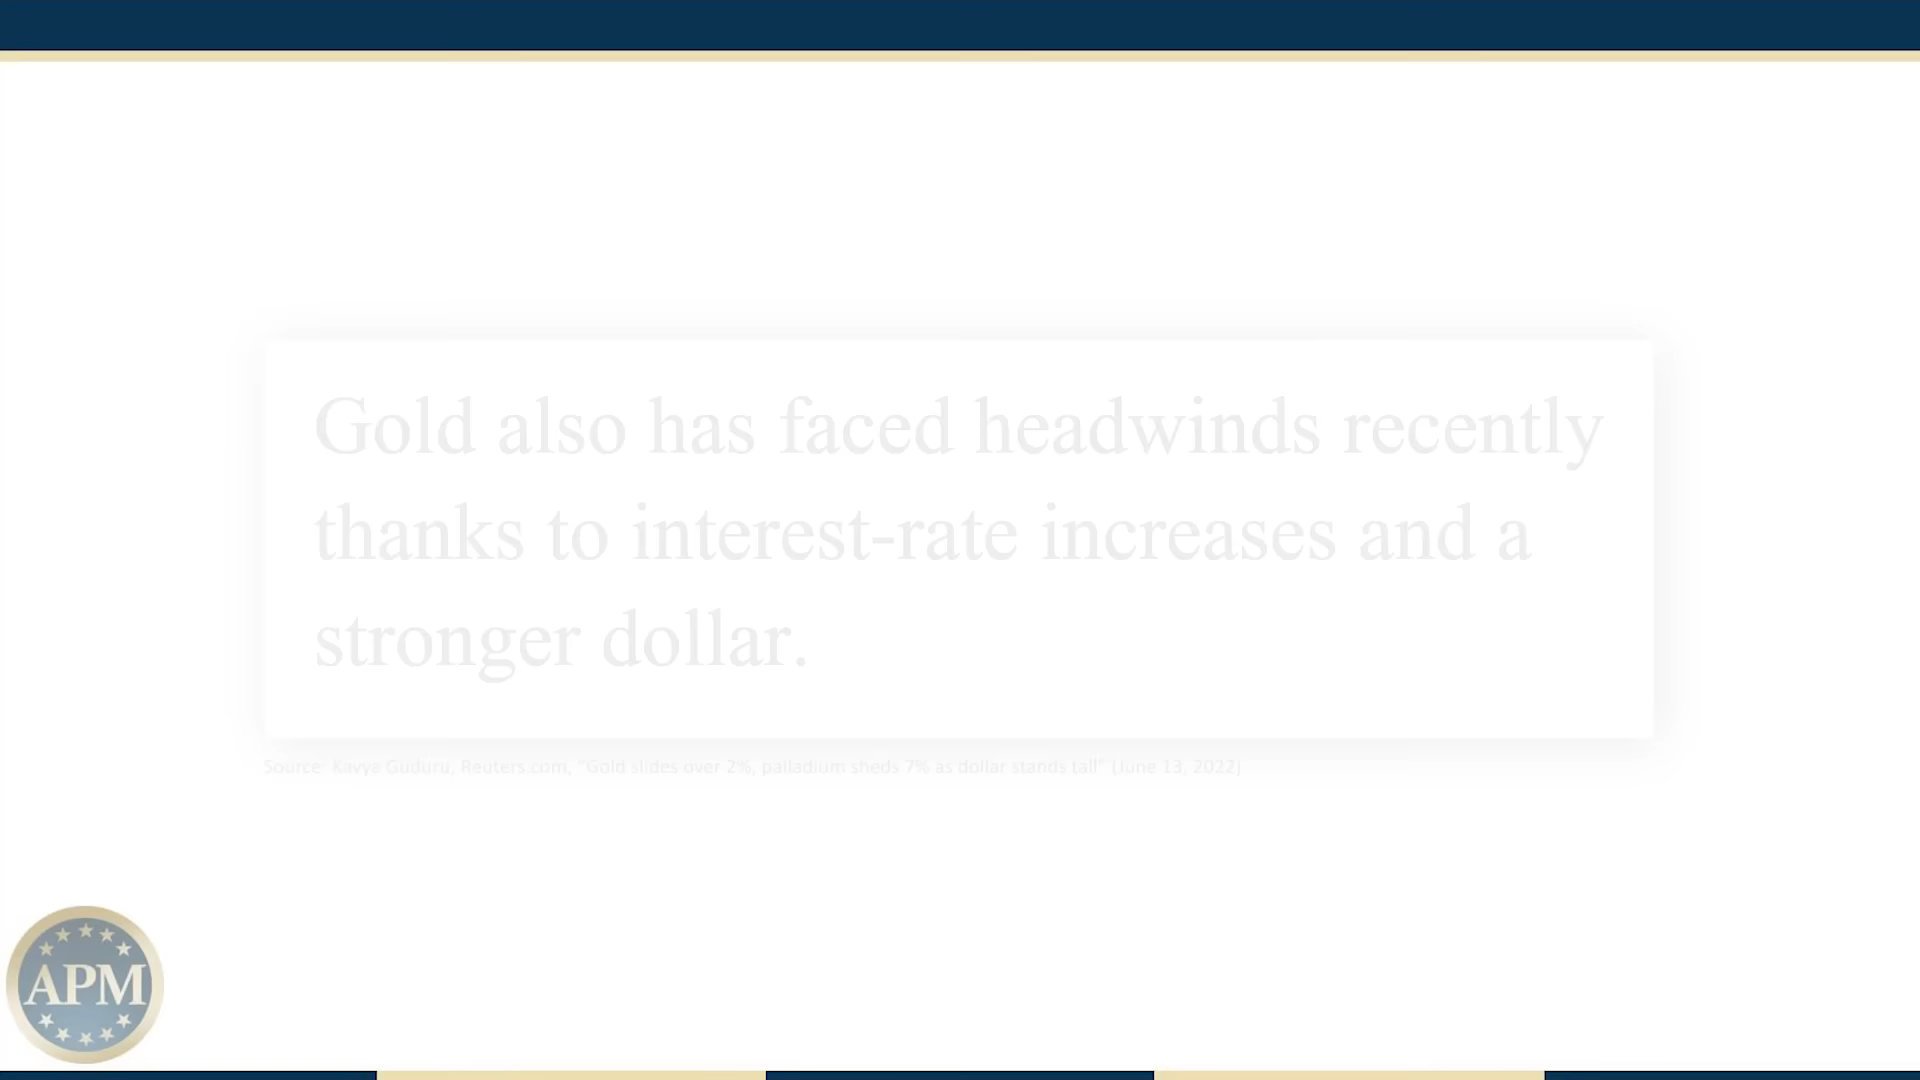 Gold also has faced headwinds recently
thanks to interest-rate increases and a
stronger dollar.
Source: Kavya Guduru, Reuters.com, "Gold slides over 2%, palladium sheds 7% as dollar stands tall" (June 13, 2022)
APM